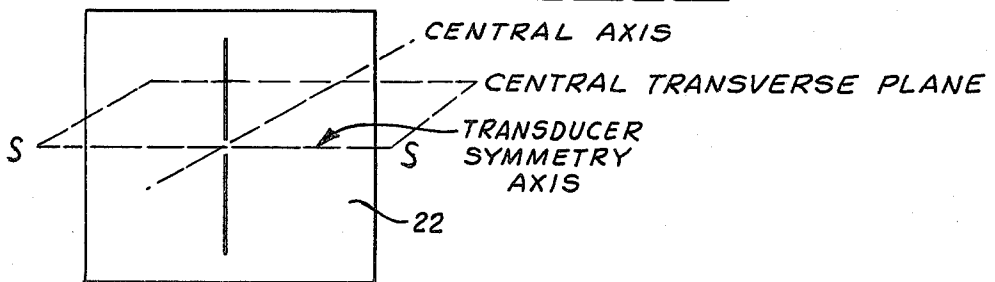 CENTRAL AXIS
CENTRAL TRANSVERSE PLANE
S
TRANSDUCER
SYMMETRY
AXIS
S
22